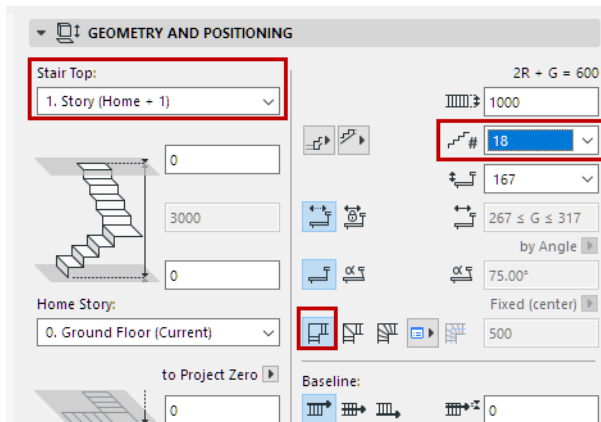 GEOMETRY AND POSITIONING
Stair Top:
1. Story (Home + 1)
0
3000
0
Home Story:
0. Ground Floor (Current)
to Project Zero
0
2R + G = 600
1000
# 18
167
267 ≤ G ≤ 317
by Angle
α α 75.00°
Fixed (center)
500
Baseline:
0